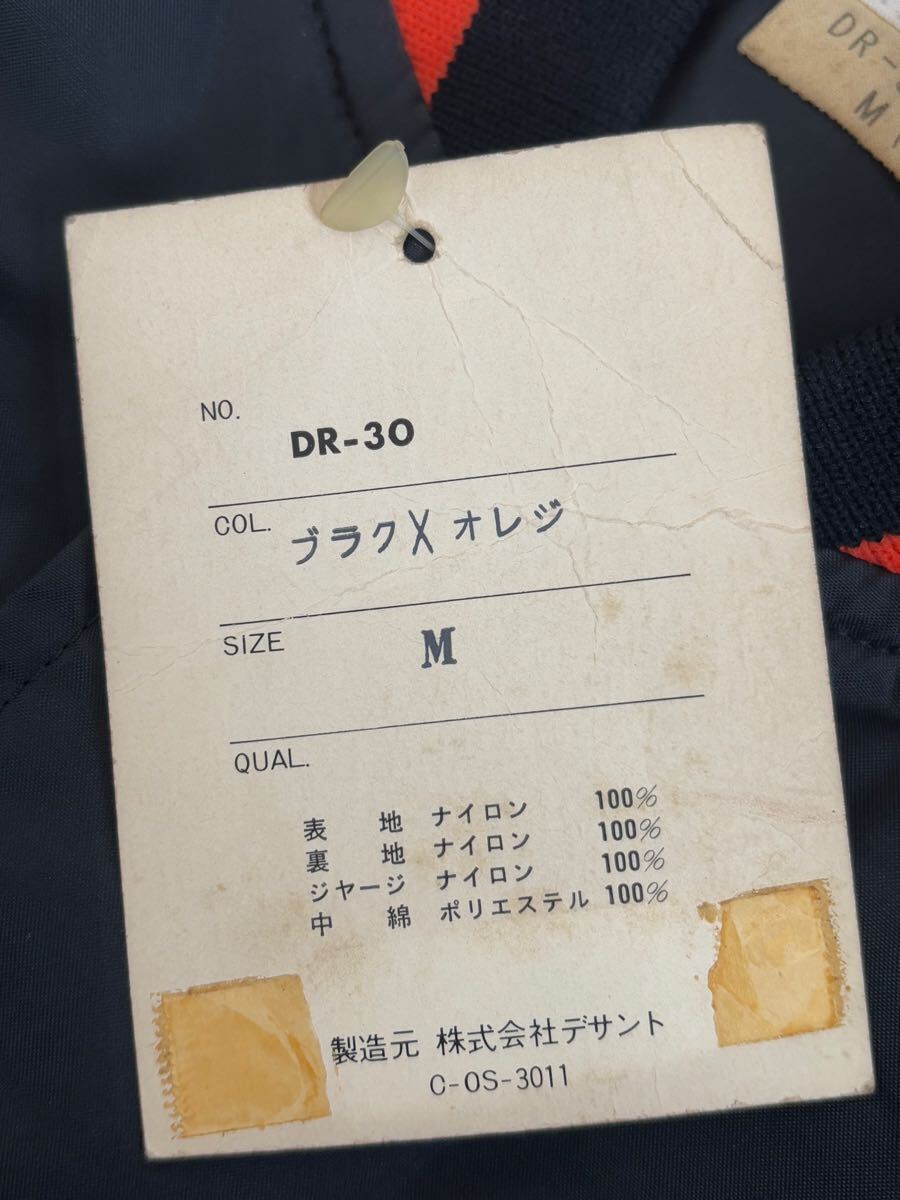 DR-
M
NO.
DR-30
COL.
ブラクXオレジ
SIZE
M
QUAL.
表 地 ナイロン 100%
裏 地 ナイロン 100%
ジヤージ ナイロン 100%
中 綿 ポリエステル 100%
製造元 株式会社デサント
C-OS-3011